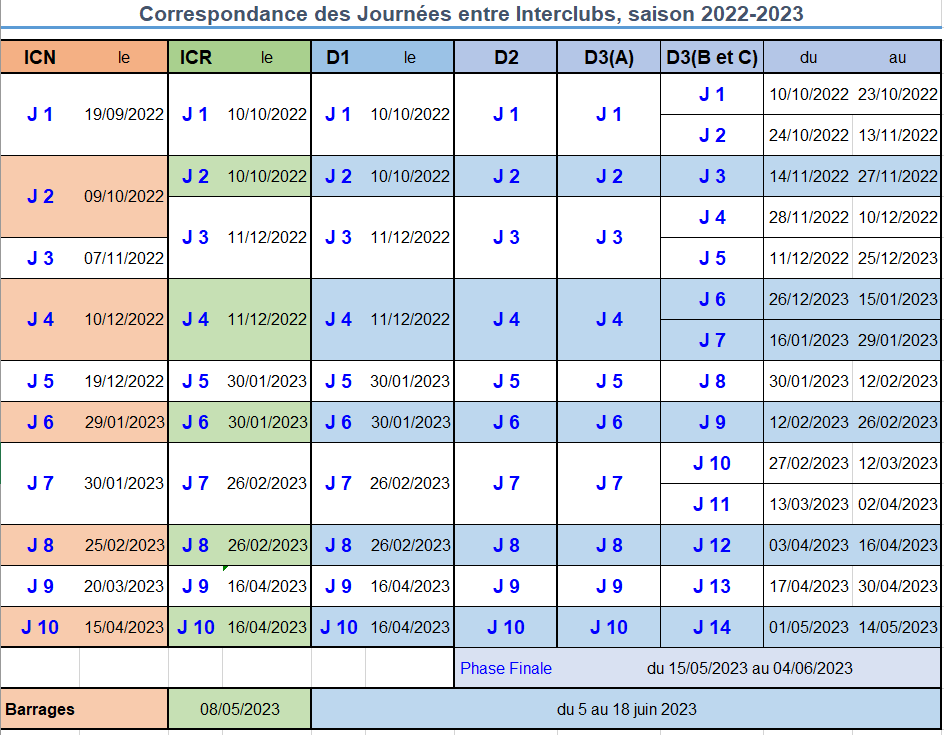 Correspondance des Journées entre Interclubs, saison 2022-2023
ICN le ICR le D1 le D2 D3(A) D3(B et C) du au
J 1 19/09/2022 J 1 10/10/2022 J 1 10/10/2022 J 1 J 1 J 1 10/10/2022 23/10/2022
J 2 24/10/2022 13/11/2022
J 2 09/10/2022 J 2 10/10/2022 J 2 10/10/2022 J 2 J 2 J 3 14/11/2022 27/11/2022
J 3 11/12/2022 J 3 11/12/2022 J 3 J 3 J 4 28/11/2022 10/12/2022
J 3 07/11/2022 J 5 11/12/2022 25/12/2023
J 4 10/12/2022 J 4 11/12/2022 J 4 11/12/2022 J 4 J 4 J 6 26/12/2023 15/01/2023
J 7 16/01/2023 29/01/2023
J 5 19/12/2022 J 5 30/01/2023 J 5 30/01/2023 J 5 J 5 J 8 30/01/2023 12/02/2023
J 6 29/01/2023 J 6 30/01/2023 J 6 30/01/2023 J 6 J 6 J 9 12/02/2023 26/02/2023
J 7 30/01/2023 J 7 26/02/2023 J 7 26/02/2023 J 7 J 7 J 10 27/02/2023 12/03/2023
J 11 13/03/2023 02/04/2023
J 8 25/02/2023 J 8 26/02/2023 J 8 26/02/2023 J 8 J 8 J 12 03/04/2023 16/04/2023
J 9 20/03/2023 J 9 16/04/2023 J 9 16/04/2023 J 9 J 9 J 13 17/04/2023 30/04/2023
J 10 15/04/2023 J 10 16/04/2023 J 10 16/04/2023 J 10 J 10 J 14 01/05/2023 14/05/2023
Phase Finale du 15/05/2023 au 04/06/2023
Barrages 08/05/2023 du 5 au 18 juin 2023